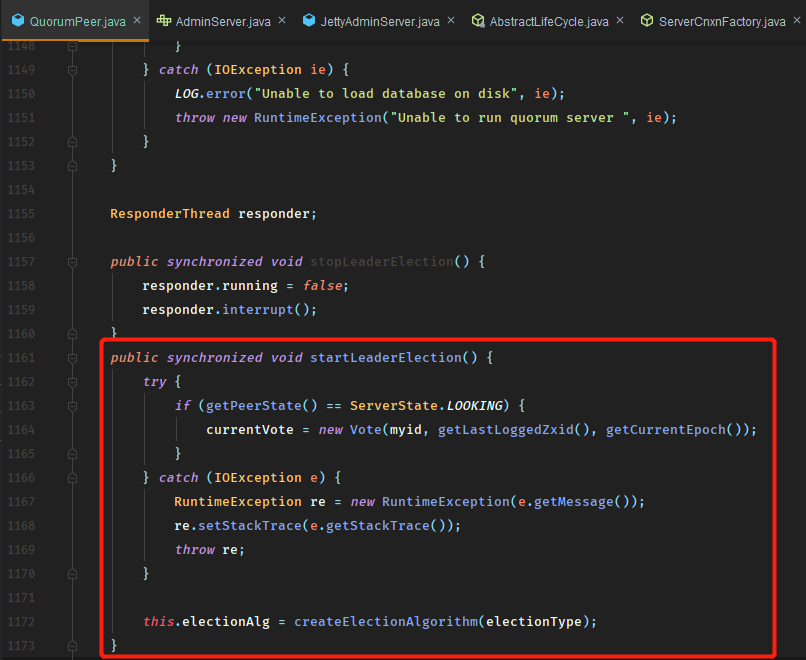 QuorumPeer.java × AdminServer.java × JettyAdminServer.java × AbstractLifeCycle.java × ServerCnxnFactory.java ×
1148 }
1149 } catch (IOException ie) {
1150 LOG.error("Unable to load database on disk", ie);
1151 throw new RuntimeException("Unable to run quorum server ", ie);
1152 }
1153 }
1154
1155 ResponderThread responder;
1156
1157 public synchronized void stopLeaderElection() {
1158 responder.running = false;
1159 responder.interrupt();
1160 }
1161 public synchronized void startLeaderElection() {
1162 try {
1163 if (getPeerState() == ServerState.LOOKING) {
1164 currentVote = new Vote(myid, getLastLoggedZxid(), getCurrentEpoch());
1165 }
1166 } catch (IOException e) {
1167 RuntimeException re = new RuntimeException(e.getMessage());
1168 re.setStackTrace(e.getStackTrace());
1169 throw re;
1170 }
1171
1172 this.electionAlg = createElectionAlgorithm(electionType);
1173 }